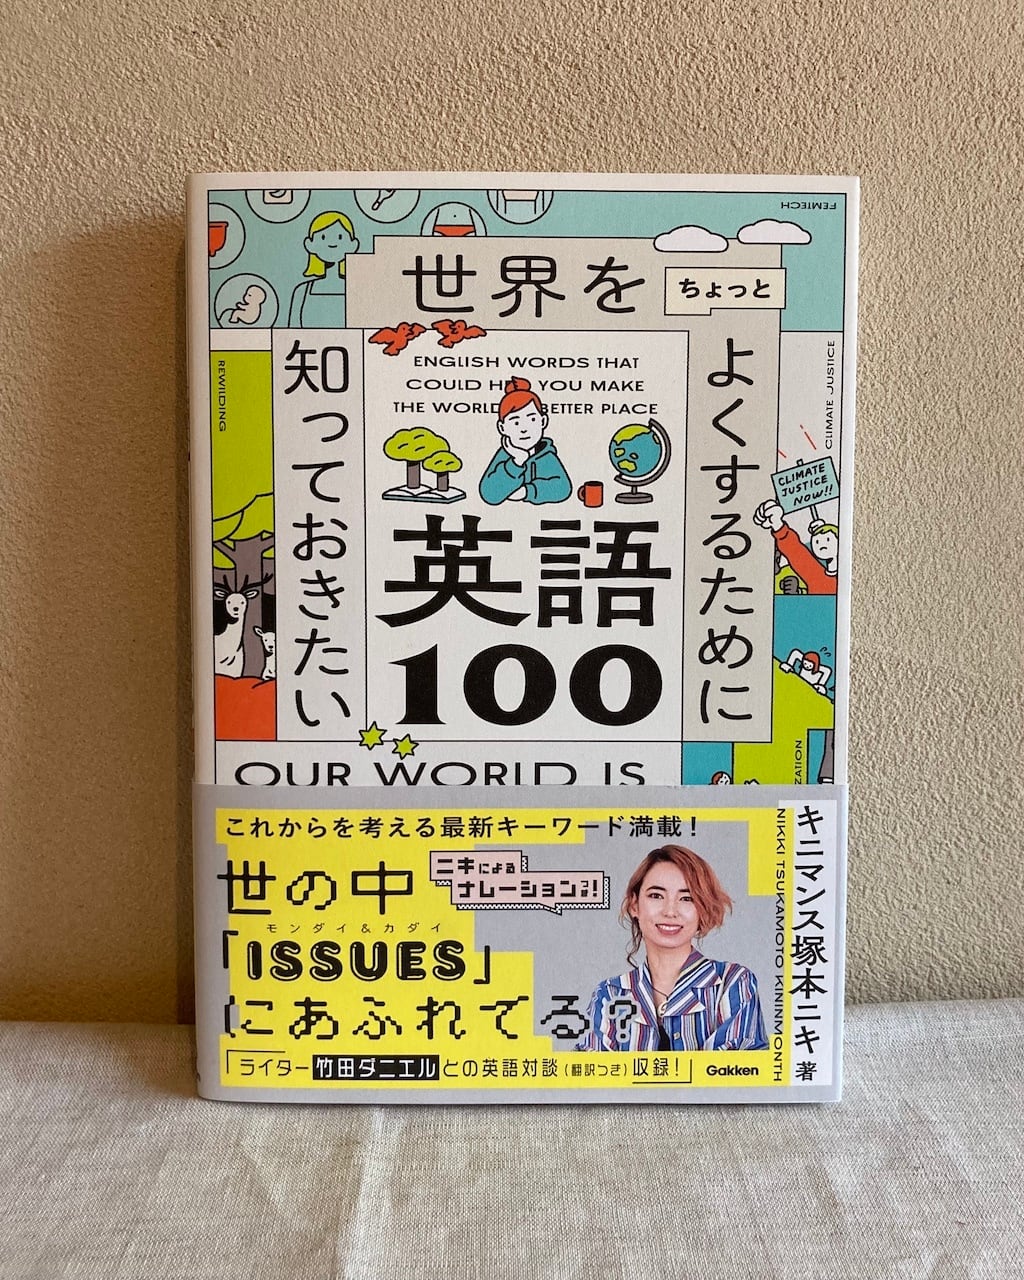 FEMTECH
世界を
ちょっと
よくするために
知っておきたい
英語
100
ENGLISH WORDS THAT
COULD YOU MAKE
THE WORLD BETTER PLACE
REWILDING
CLIMATE JUSTICE
CLIMATE
JUSTICE
NOW!!
ZATION
OUR WORLD IS
これからを考える最新キーワード満載！
世の中
ニキによる
ナレーションつき！
モンダイ&カダイ
「ISSUES」
にあふれてる？
「ライター竹田ダニエルとの英語対談（翻訳つき）収録！」
Gakken
キニマンス塚本ニキ 著
NIKKI TSUKAMOTO KININMONTH